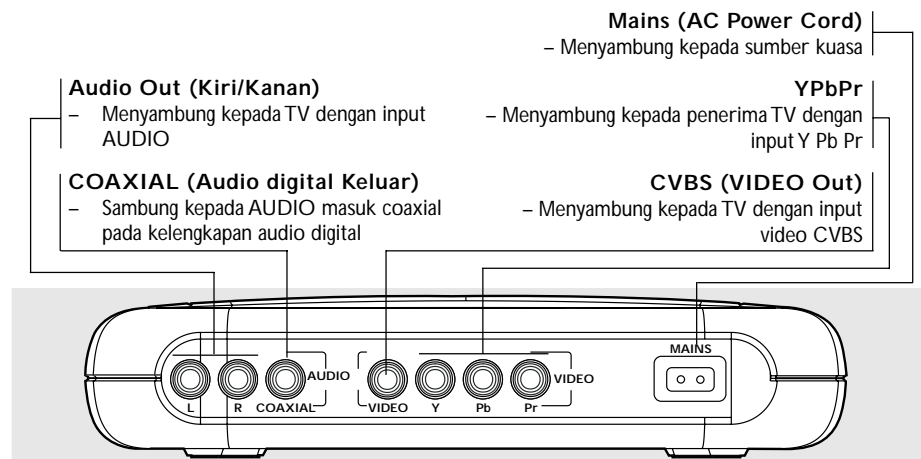 Mains (AC Power Cord)
– Menyambung kepada sumber kuasa
Audio Out (Kiri/Kanan)
– Menyambung kepada TV dengan input
AUDIO
YPbPr
– Menyambung kepada penerima TV dengan
input Y Pb Pr
COAXIAL (Audio digital Keluar)
– Sambung kepada AUDIO masuk coaxial
pada kelengkapan audio digital
CVBS (VIDEO Out)
– Menyambung kepada TV dengan input
video CVBS
MAINS
AUDIO
VIDEO
L R COAXIAL VIDEO Y Pb Pr